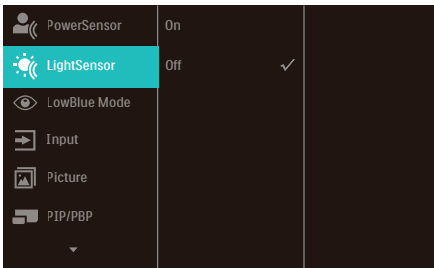 PowerSensor
On
LightSensor
Off
LowBlue Mode
Input
Picture
PIP/PBP